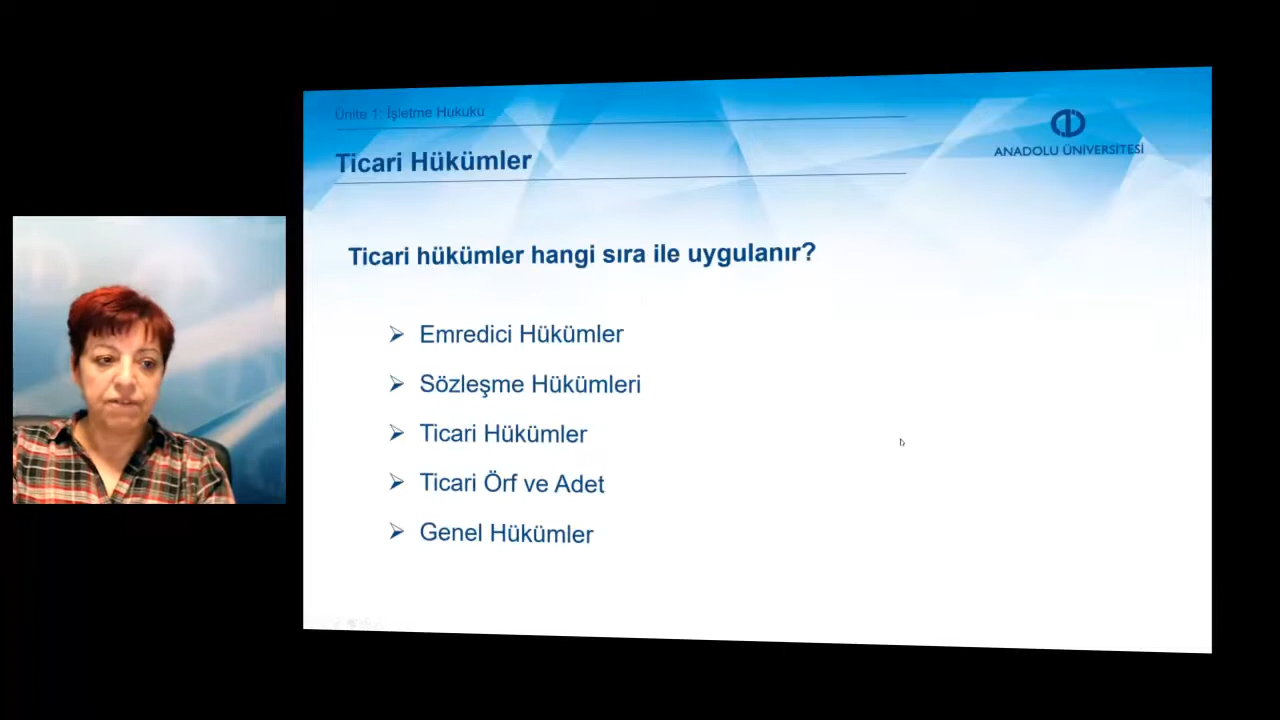 Ünite 1: İşletme Hukuku
Ticari Hükümler
ANADOLU ÜNİVERSİTESİ
Ticari hükümler hangi sıra ile uygulanır?
Emredici Hükümler
Sözleşme Hükümleri
Ticari Hükümler
Ticari Örf ve Adet
Genel Hükümler